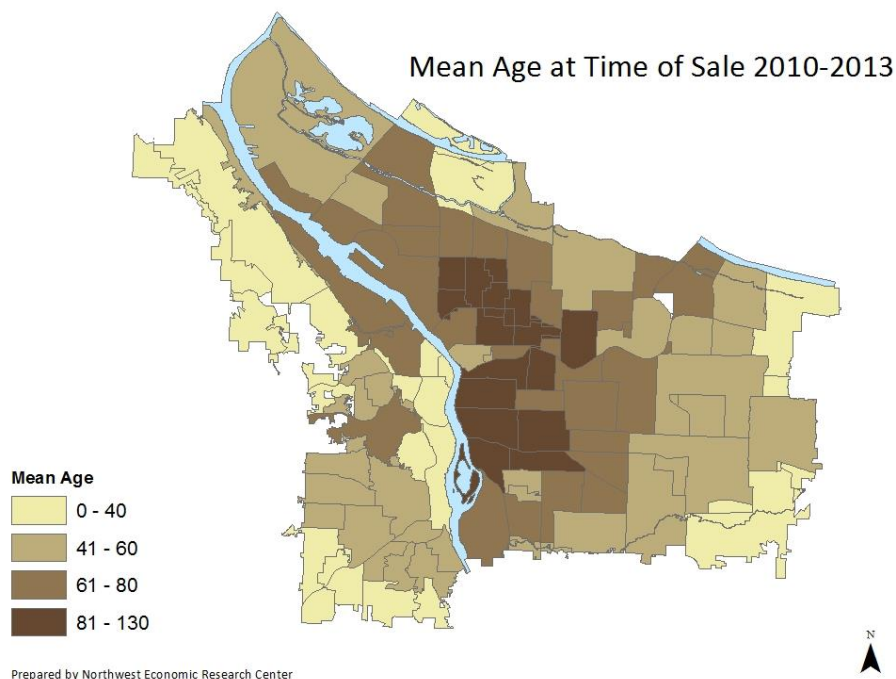 Mean Age at Time of Sale 2010-2013
Mean Age
0 - 40
41 - 60
61 - 80
81 - 130
N
Prepared by Northwest Economic Research Center